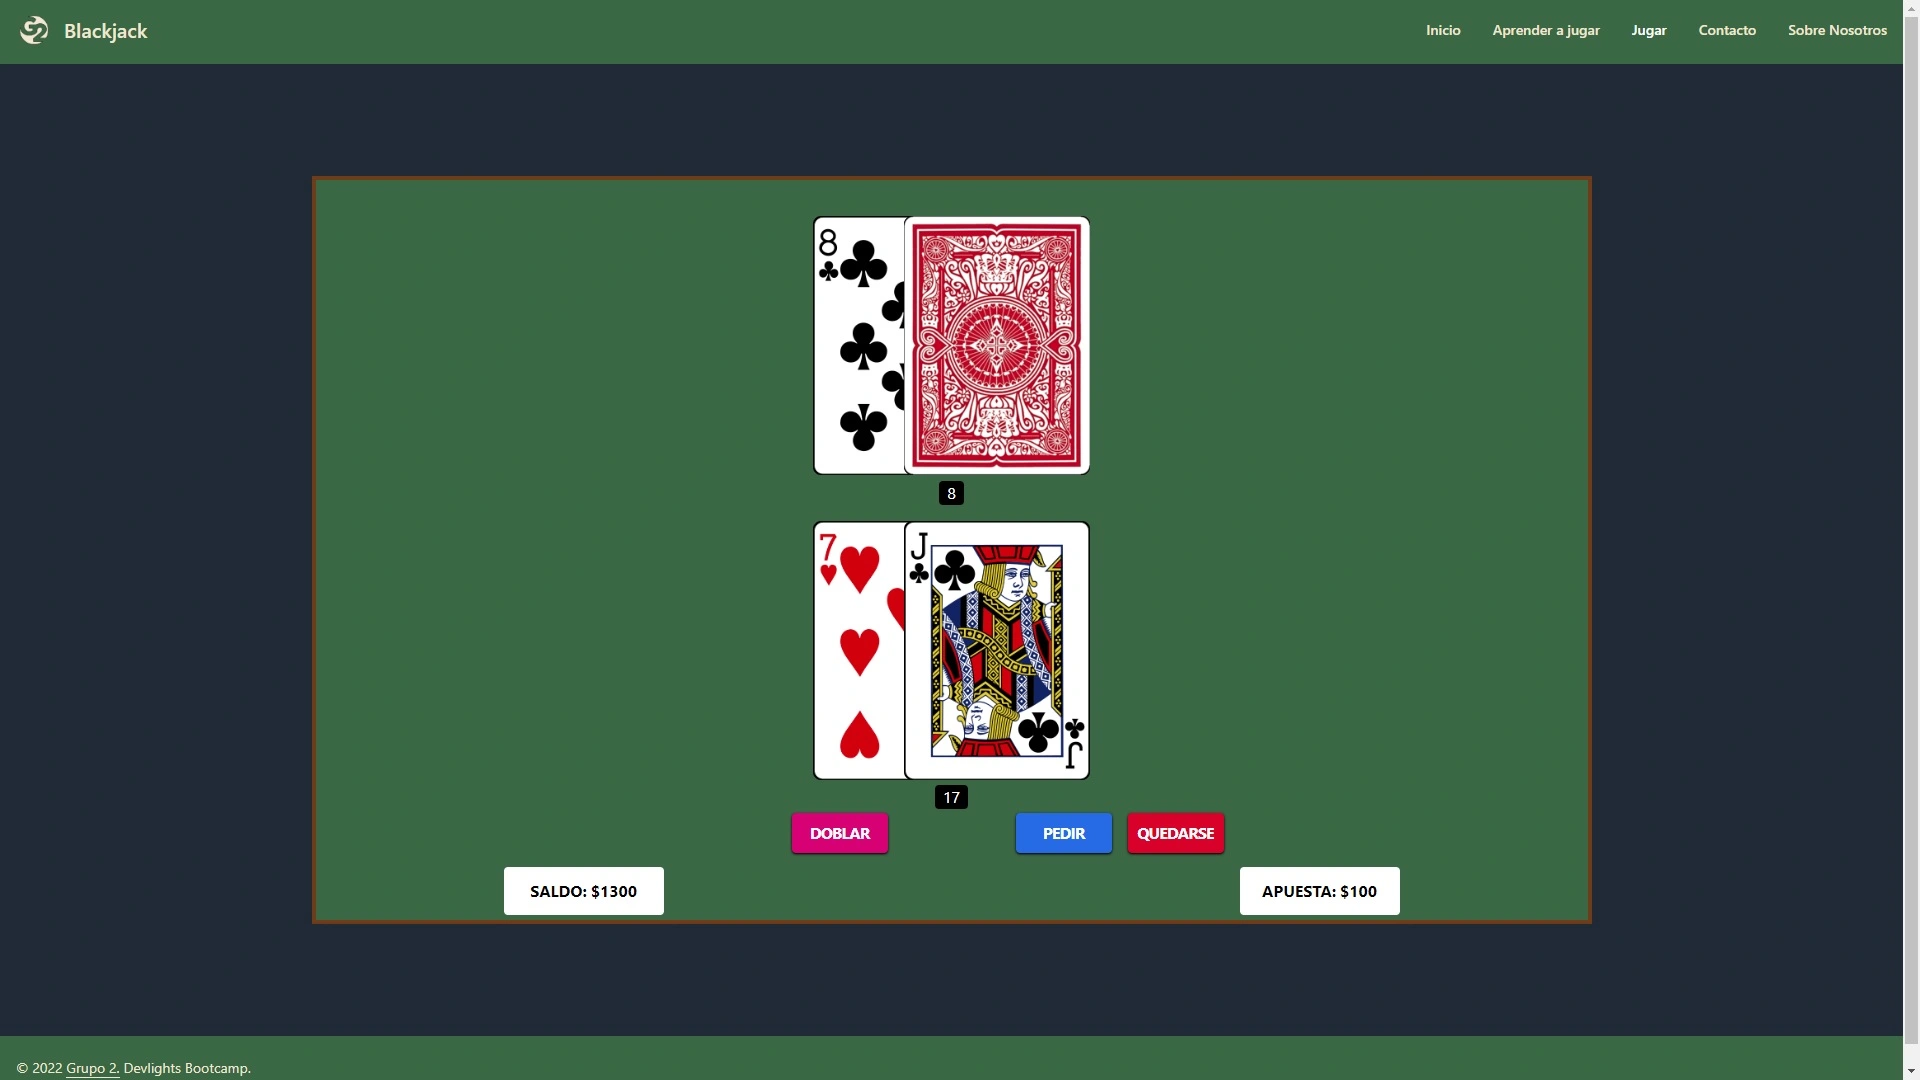 Blackjack
Inicio Aprender a jugar Jugar Contacto Sobre Nosotros
8
8
7 J
J
17
DOBLAR PEDIR QUEDARSE
SALDO: $1300 APUESTA: $100
© 2022 Grupo 2. Devlights Bootcamp.